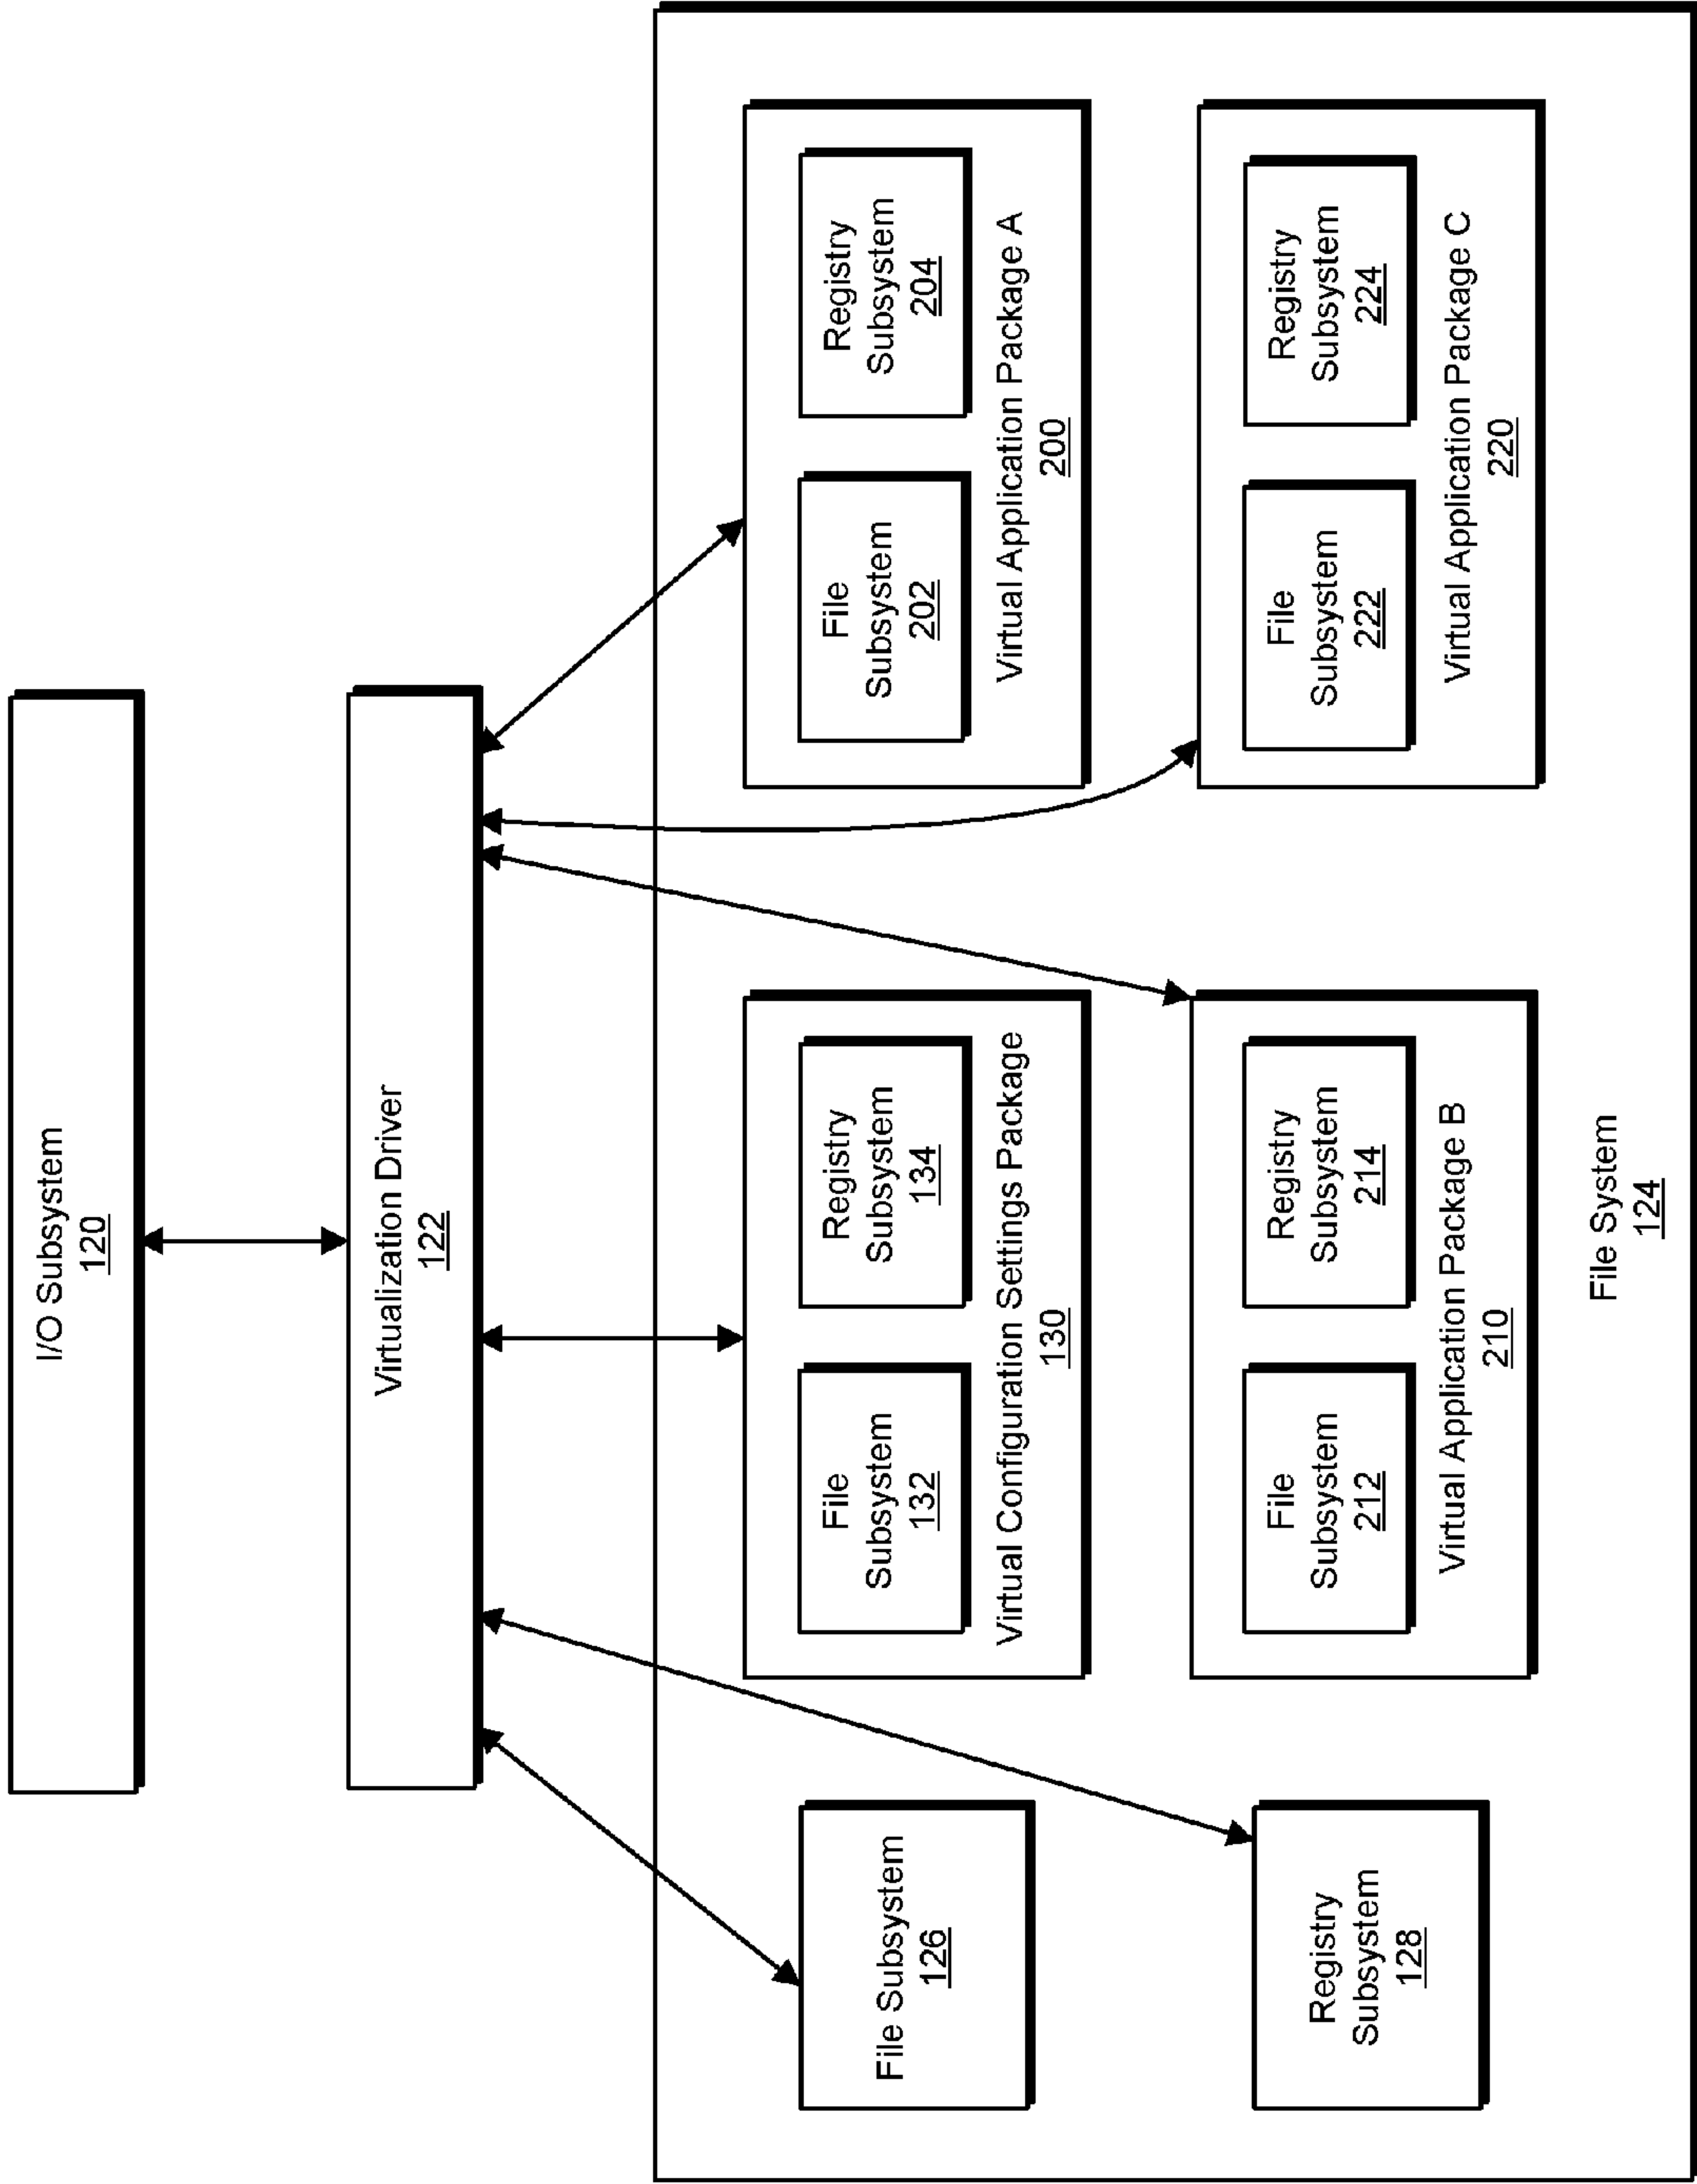 I/O Subsystem
120
Virtualization Driver
122
File Subsystem
126
File
Subsystem
132
Registry
Subsystem
134
Virtual Configuration Settings Package
130
File
Subsystem
202
Registry
Subsystem
204
Virtual Application Package A
200
Registry
Subsystem
128
File
Subsystem
212
Registry
Subsystem
214
Virtual Application Package B
210
File
Subsystem
222
Registry
Subsystem
224
Virtual Application Package C
220
File System
124